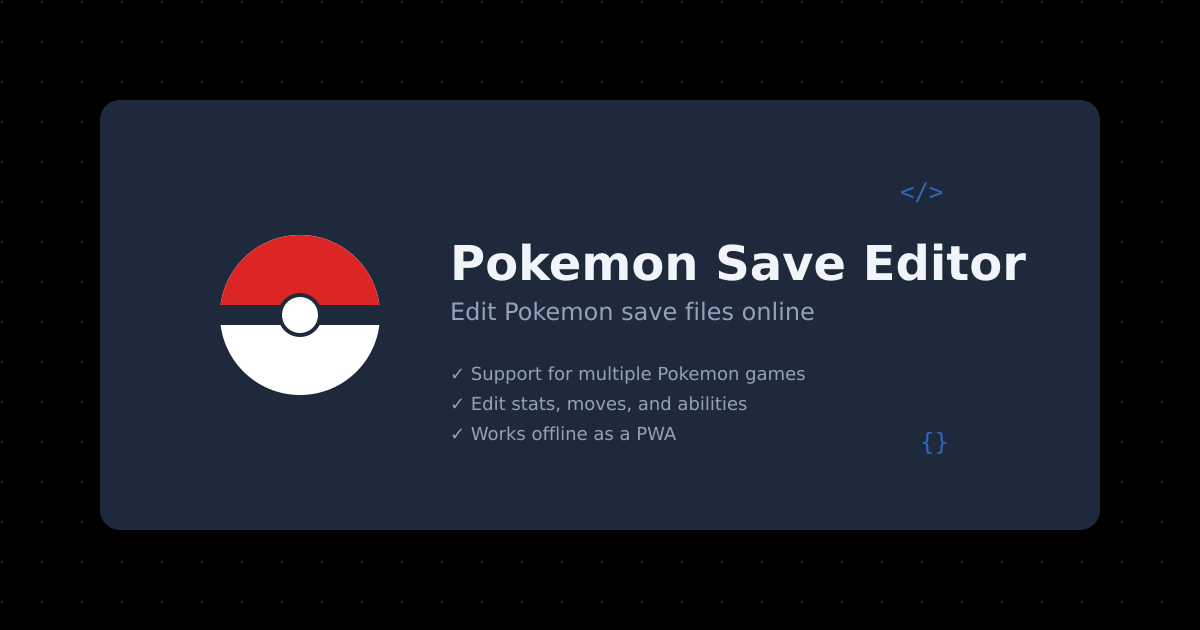 </>
Pokemon Save Editor
Edit Pokemon save files online
✓ Support for multiple Pokemon games
✓ Edit stats, moves, and abilities
✓ Works offline as a PWA
{}